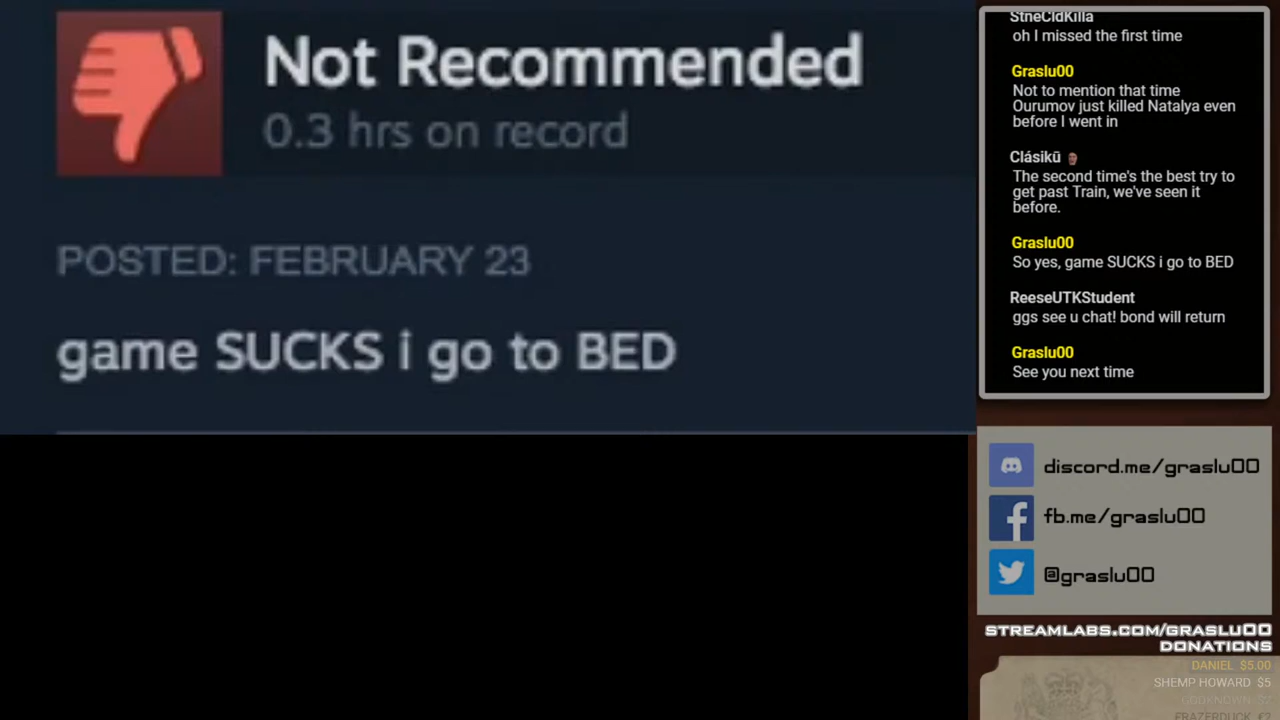 Not Recommended
0.3 hrs on record
POSTED: FEBRUARY 23
game SUCKS i go to BED
StneCldKilla
oh I missed the first time
Graslu00
Not to mention that time
Ourumov just killed Natalya even
before I went in
Clásikū
The second time's the best try to
get past Train, we've seen it
before.
Graslu00
So yes, game SUCKS i go to BED
ReeseUTKStudent
ggs see u chat! bond will return
Graslu00
See you next time
discord.me/graslu00
fb.me/graslu00
@graslu00
STREAMLABS.COM/GRASLU00
DONATIONS
DANIEL $5.00
SHEMP HOWARD $5